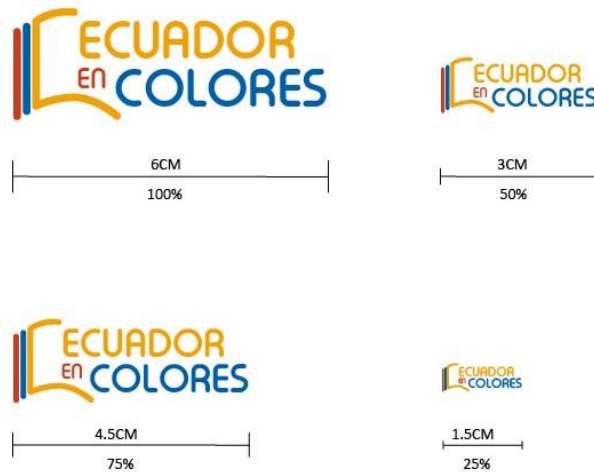 ECUADOR
EN COLORES
6CM
100%
ECUADOR
EN COLORES
3CM
50%
ECUADOR
EN COLORES
4.5CM
75%
ECUADOR
EN COLORES
1.5CM
25%